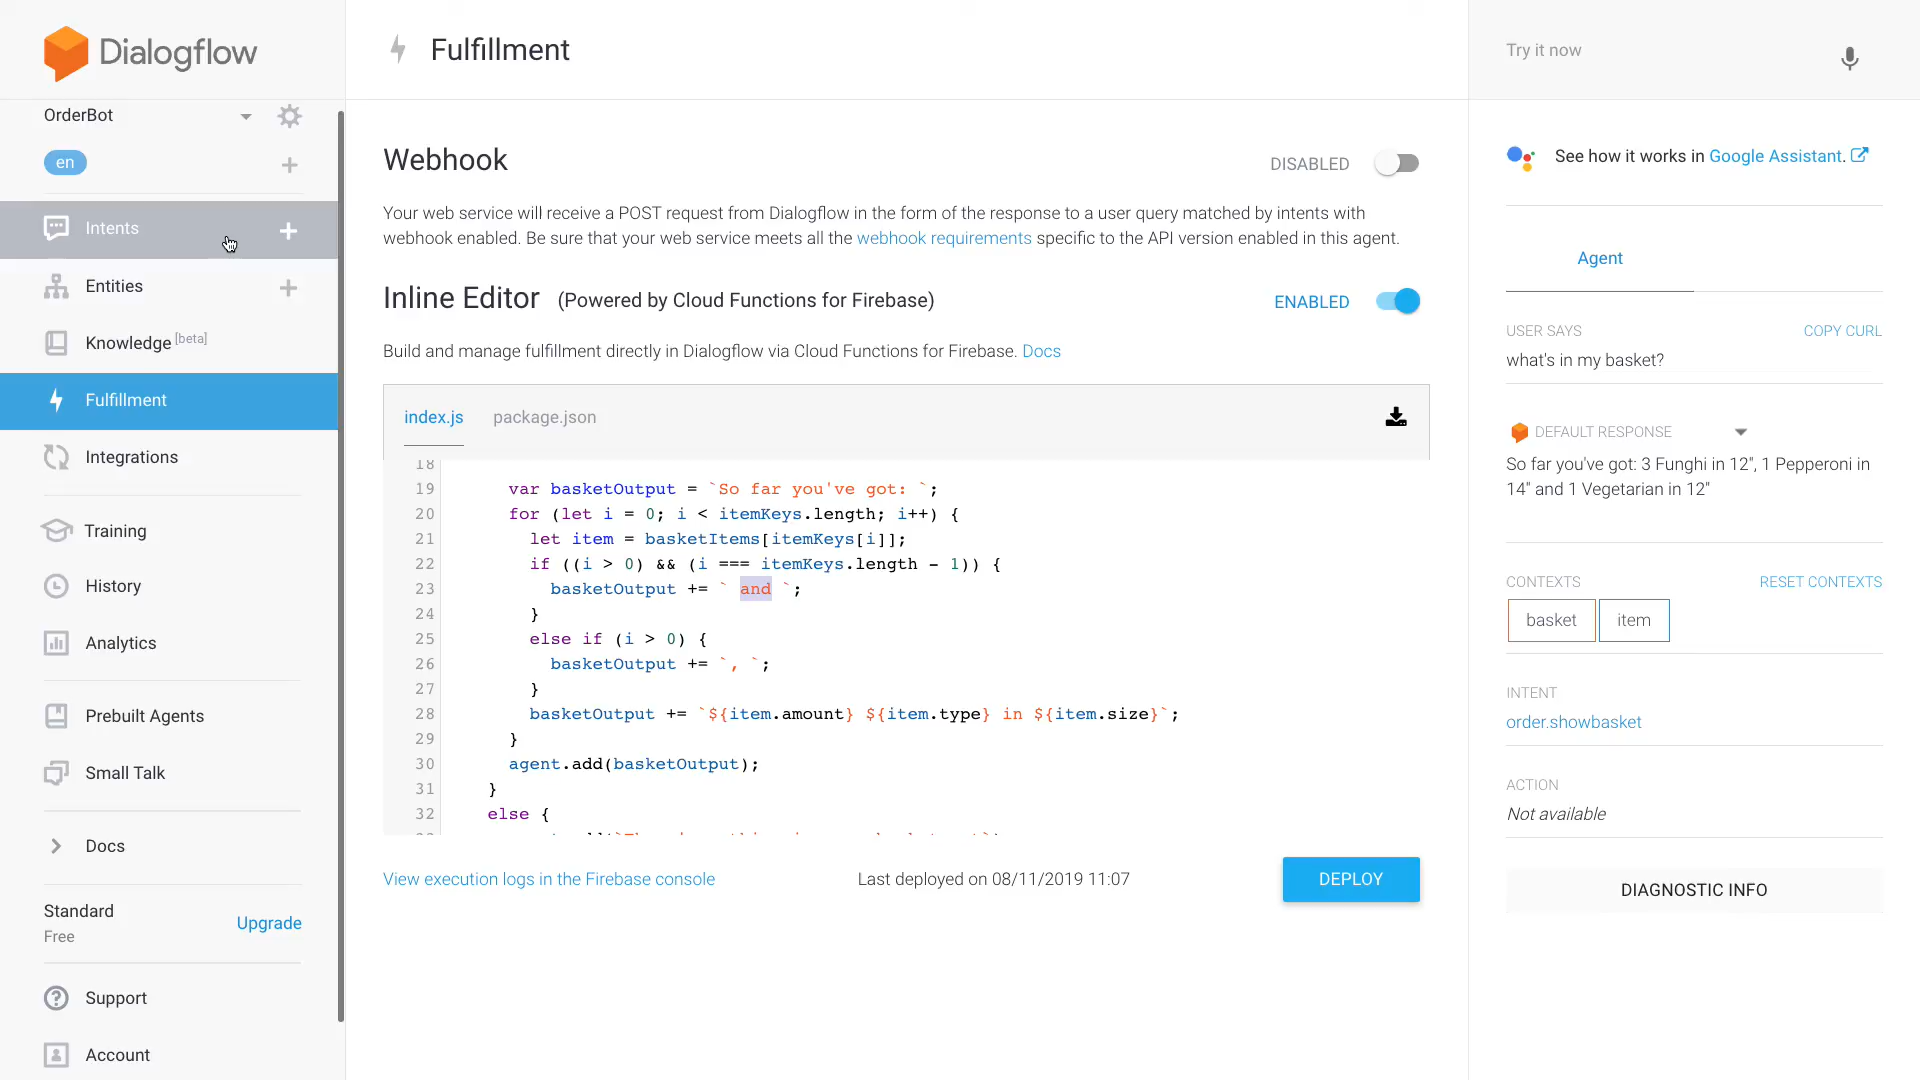 Dialogflow
OrderBot
en
Intents
Entities
Knowledge [beta]
Fulfillment
Integrations
Training
History
Analytics
Prebuilt Agents
Small Talk
Docs
Standard
Free
Upgrade
Support
Account
Fulfillment
Webhook
DISABLED
Your web service will receive a POST request from Dialogflow in the form of the response to a user query matched by intents with
webhook enabled. Be sure that your web service meets all the webhook requirements specific to the API version enabled in this agent.
Inline Editor (Powered by Cloud Functions for Firebase)
ENABLED
Build and manage fulfillment directly in Dialogflow via Cloud Functions for Firebase. Docs
index.js package.json
18
19 var basketOutput = `So far you've got: `;
20 for (let i = 0; i < itemKeys.length; i++) {
21 let item = basketItems[itemKeys[i]];
22 if ((i > 0) && (i === itemKeys.length - 1)) {
23 basketOutput += ` and `;
24 }
25 else if (i > 0) {
26 basketOutput += `, `;
27 }
28 basketOutput += `${item.amount} ${item.type} in ${item.size}`;
29 }
30 agent.add(basketOutput);
31 }
32 else {
View execution logs in the Firebase console
Last deployed on 08/11/2019 11:07
DEPLOY
Try it now
See how it works in Google Assistant.
Agent
USER SAYS COPY CURL
what's in my basket?
DEFAULT RESPONSE
So far you've got: 3 Funghi in 12", 1 Pepperoni in
14" and 1 Vegetarian in 12"
CONTEXTS RESET CONTEXTS
basket item
INTENT
order.showbasket
ACTION
Not available
DIAGNOSTIC INFO